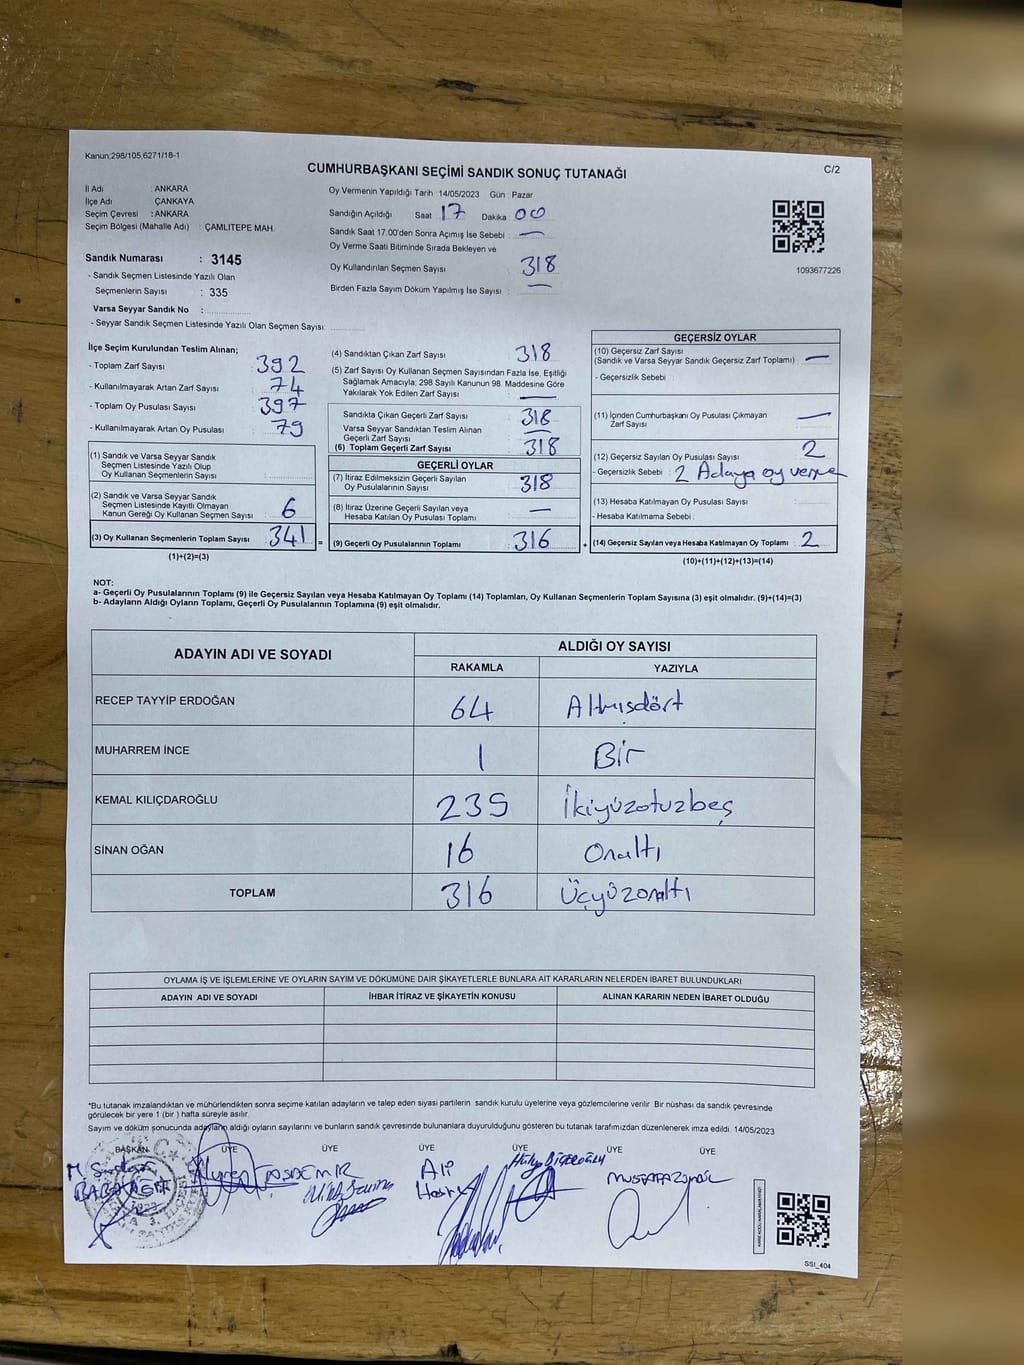 Kanun:298/105,6271/18-1
CUMHURBAŞKANI SEÇİMİ SANDIK SONUÇ TUTANAĞI
C/2
İl Adı : ANKARA
İlçe Adı : ÇANKAYA
Seçim Çevresi : ANKARA
Seçim Bölgesi (Mahalle Adı) : ÇAMLITEPE MAH.
Oy Vermenin Yapıldığı Tarih :14/05/2023 Gün : Pazar
Sandığın Açıldığı Saat 17 Dakika 00
Sandık Saat 17:00'den Sonra Açımış İse Sebebi : —
Oy Verme Saati Bitiminde Sırada Bekleyen ve
Oy Kullandırılan Seçmen Sayısı : 318
Birden Fazla Sayım Döküm Yapılmış İse Sayısı : —
1093677226
Sandık Numarası : 3145
- Sandık Seçmen Listesinde Yazılı Olan
Seçmenlerin Sayısı : 335
Varsa Seyyar Sandık No :
- Seyyar Sandık Seçmen Listesinde Yazılı Olan Seçmen Sayısı:
İlçe Seçim Kurulundan Teslim Alınan;
- Toplam Zarf Sayısı : 392
- Kullanılmayarak Artan Zarf Sayısı : 74
- Toplam Oy Pusulası Sayısı : 397
- Kullanılmayarak Artan Oy Pusulası : 79
(1) Sandık ve Varsa Seyyar Sandık
Seçmen Listesinde Yazılı Olup
Oy Kullanan Seçmenlerin Sayısı :
(2) Sandık ve Varsa Seyyar Sandık
Seçmen Listesinde Kayıtlı Olmayan
Kanun Gereği Oy Kullanan Seçmen Sayısı : 6
(3) Oy Kullanan Seçmenlerin Toplam Sayısı : 341
(1)+(2)=(3)
(4) Sandıktan Çıkan Zarf Sayısı : 318
(5) Zarf Sayısı Oy Kullanan Seçmen Sayısından Fazla İse, Eşitliği
Sağlamak Amacıyla; 298 Sayılı Kanunun 98. Maddesine Göre
Yakılarak Yok Edilen Zarf Sayısı : —
Sandıkta Çıkan Geçerli Zarf Sayısı : 318
Varsa Seyyar Sandıktan Teslim Alınan
Geçerli Zarf Sayısı : —
(6) Toplam Geçerli Zarf Sayısı : 318
GEÇERLİ OYLAR
(7) İtiraz Edilmeksizin Geçerli Sayılan
Oy Pusulalarının Sayısı : 318
(8) İtiraz Üzerine Geçerli Sayılan veya
Hesaba Katılan Oy Pusulası Toplamı : —
= (9) Geçerli Oy Pusulalarının Toplamı : 316
GEÇERSİZ OYLAR
(10) Geçersiz Zarf Sayısı
(Sandık ve Varsa Seyyar Sandık Geçersiz Zarf Toplamı) : —
- Geçersizlik Sebebi :
(11) İçinden Cumhurbaşkanı Oy Pusulası Çıkmayan
Zarf Sayısı : —
(12) Geçersiz Sayılan Oy Pusulası Sayısı : 2
- Geçersizlik Sebebi : 2 Adaya oy verme
(13) Hesaba Katılmayan Oy Pusulası Sayısı :
- Hesaba Katılmama Sebebi :
+ (14) Geçersiz Sayılan veya Hesaba Katılmayan Oy Toplamı : 2
(10)+(11)+(12)+(13)=(14)
NOT:
a- Geçerli Oy Pusulalarının Toplamı (9) ile Geçersiz Sayılan veya Hesaba Katılmayan Oy Toplamı (14) Toplamları, Oy Kullanan Seçmenlerin Toplam Sayısına (3) eşit olmalıdır. (9)+(14)=(3)
b- Adayların Aldığı Oyların Toplamı, Geçerli Oy Pusulalarının Toplamına (9) eşit olmalıdır.
ADAYIN ADI VE SOYADI
ALDIĞI OY SAYISI
RAKAMLA YAZIYLA
RECEP TAYYİP ERDOĞAN 64 Altmışdört
MUHARREM İNCE 1 Bir
KEMAL KILIÇDAROĞLU 235 İkiyüzotuzbeş
SİNAN OĞAN 16 Onaltı
TOPLAM 316 Üçyüzonaltı
OYLAMA İŞ VE İŞLEMLERİNE VE OYLARIN SAYIM VE DÖKÜMÜNE DAİR ŞİKAYETLERLE BUNLARA AİT KARARLARIN NELERDEN İBARET BULUNDUKLARI
ADAYIN ADI VE SOYADI İHBAR İTİRAZ VE ŞİKAYETİN KONUSU ALINAN KARARIN NEDEN İBARET OLDUĞU
*Bu tutanak imzalandıktan ve mühürlendikten sonra seçime katılan adayların ve talep eden siyasi partilerin sandık kurulu üyelerine veya gözlemcilerine verilir. Bir nüshası da sandık çevresinde
görülecek bir yere 1 (bir ) hafta süreyle asılır.
Sayım ve döküm sonucunda adayların aldığı oyların sayılarını ve bunların sandık çevresinde bulunanlara duyurulduğunu gösteren bu tutanak tarafımızdan düzenlenerek imza edildi. 14/05/2023
BAŞKAN ÜYE ÜYE ÜYE ÜYE ÜYE ÜYE
Ali
SSI_404